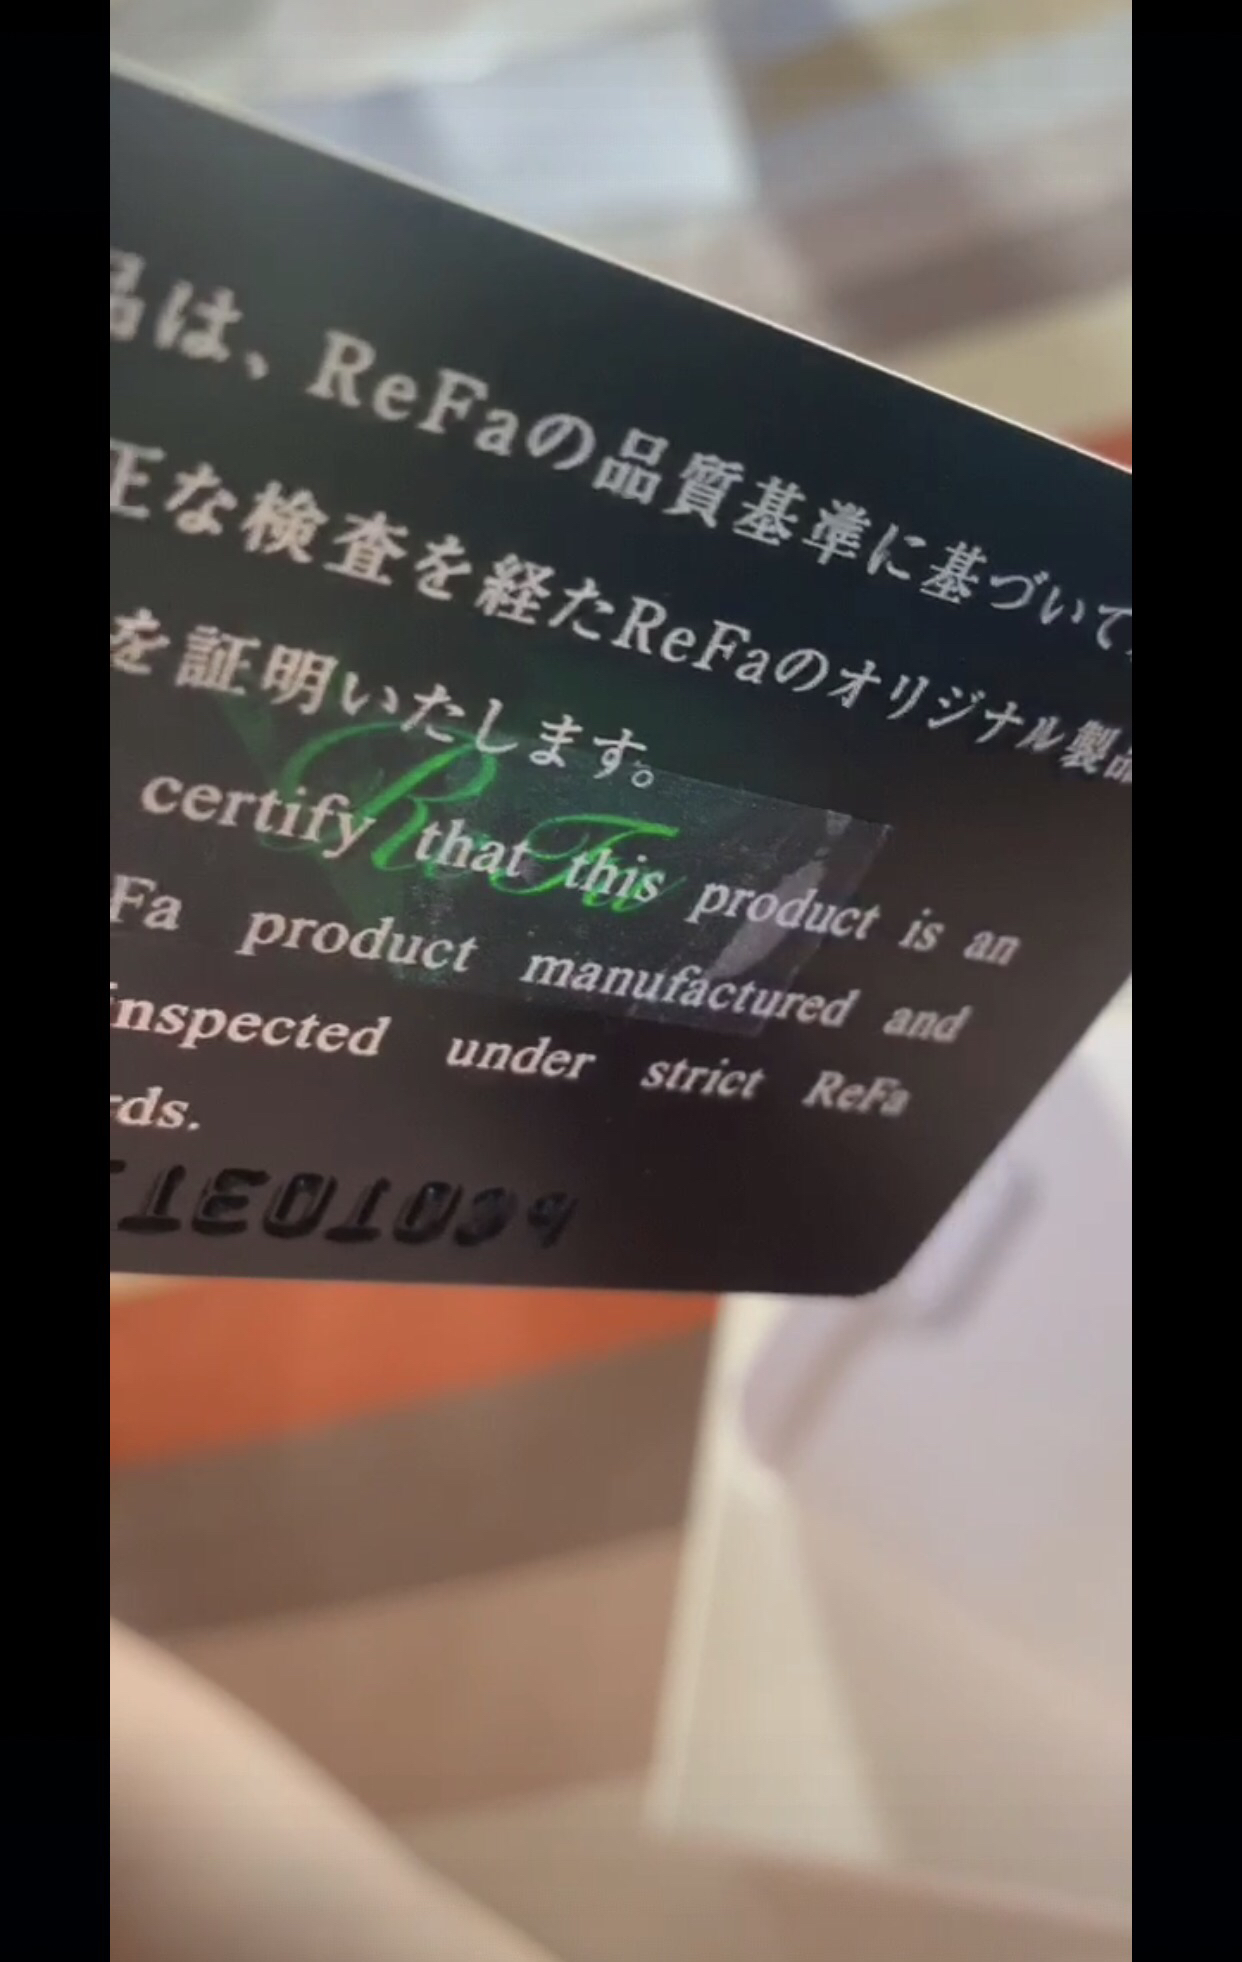 品は、ReFaの品質基準に基づいて
正な検査を経たReFaのオリジナル製品
を証明いたします。
ReFa
certify that this product is an
Fa product manufactured and
inspected under strict ReFa
rds.
1E01039